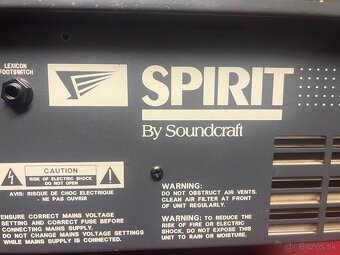 LEXICON
FOOTSWITCH
SPIRIT
By Soundcraft
CAUTION
RISK OF ELECTRIC SHOCK
DO NOT OPEN
AVIS: RISQUE DE CHOC ELECTRIQUE
- NE PAS OUVRIR
WARNING:
DO NOT OBSTRUCT AIR VENTS.
CLEAN AIR FILTER AT FRONT
OF UNIT REGULARLY.
ENSURE CORRECT MAINS VOLTAGE
SETTING AND CORRECT FUSE BEFORE
CONNECTING MAINS SUPPLY.
DO NOT CHANGE MAINS VOLTAGE SETTINGS
WHILE MAINS SUPPLY IS CONNECTED.
WARNING: TO REDUCE THE
RISK OF FIRE OR ELECTRIC
SHOCK, DO NOT EXPOSE THIS
UNIT TO RAIN OR MOISTURE.
Bazos.sk